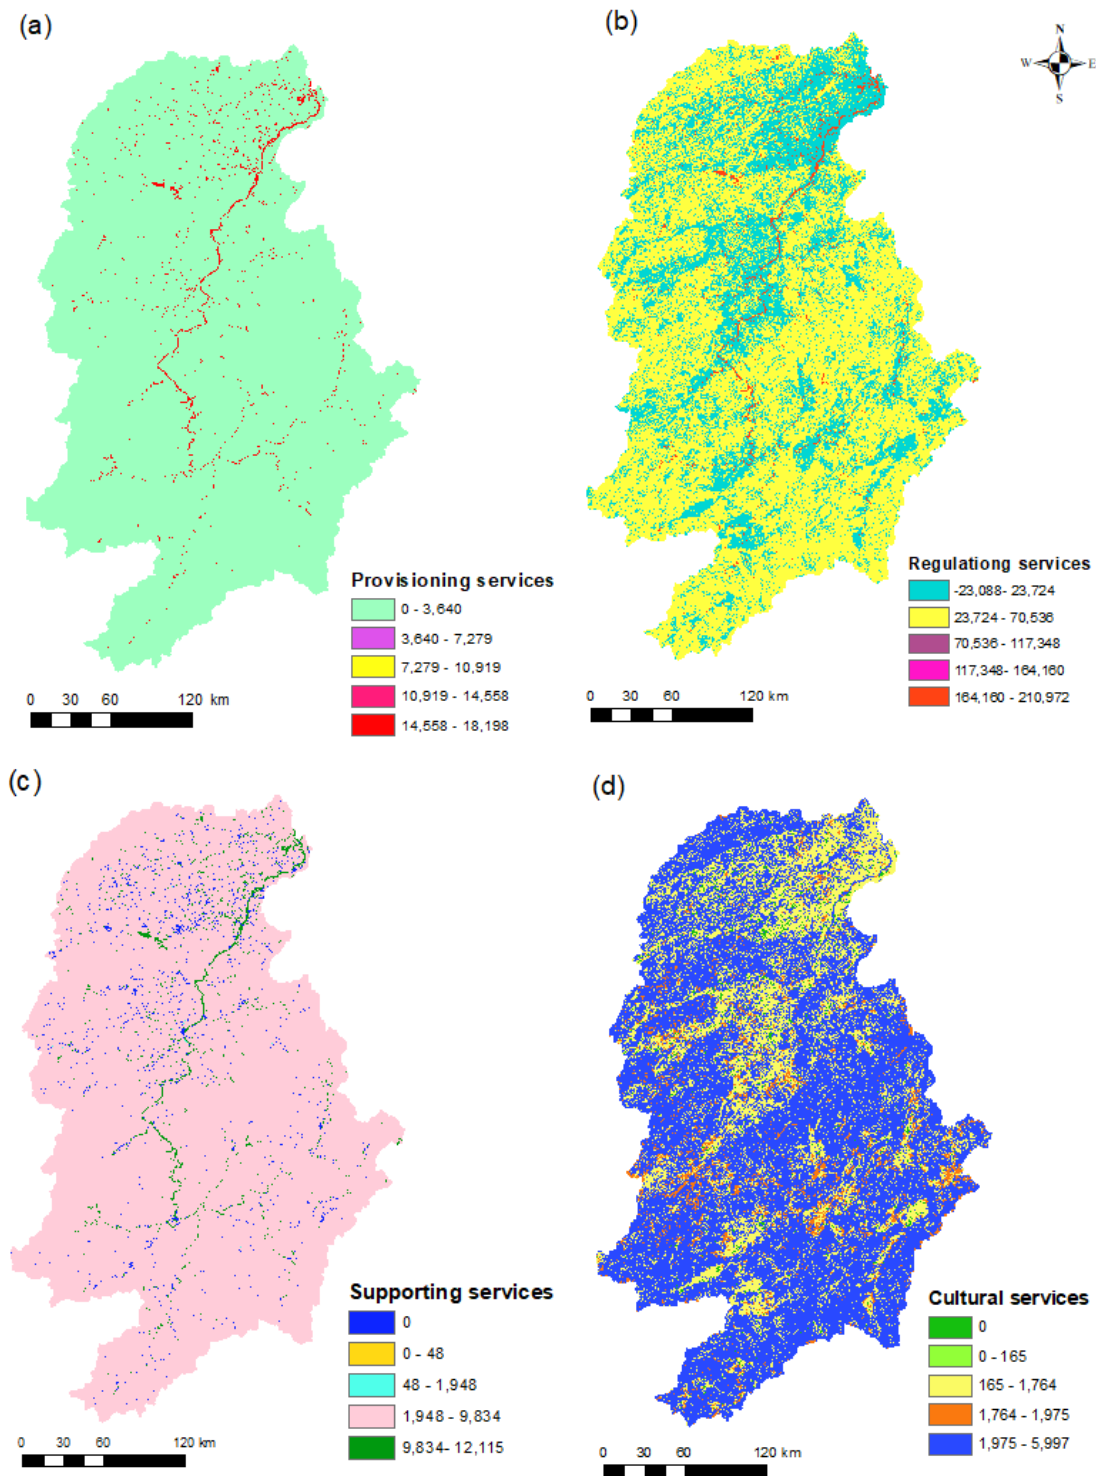 (a)
(b)
N
W E
S
Provisioning services
0 - 3,640
3,640 - 7,279
7,279 - 10,919
10,919 - 14,558
14,558 - 18,198
0 30 60 120 km
Regulationg services
-23,088- 23,724
23,724 - 70,536
70,536 - 117,348
117,348- 164,160
164,160 - 210,972
0 30 60 120 km
(c)
(d)
Supporting services
0
0 - 48
48 - 1,948
1,948 - 9,834
9,834- 12,115
0 30 60 120 km
Cultural services
0
0 - 165
165 - 1,764
1,764 - 1,975
1,975 - 5,997
0 30 60 120 km